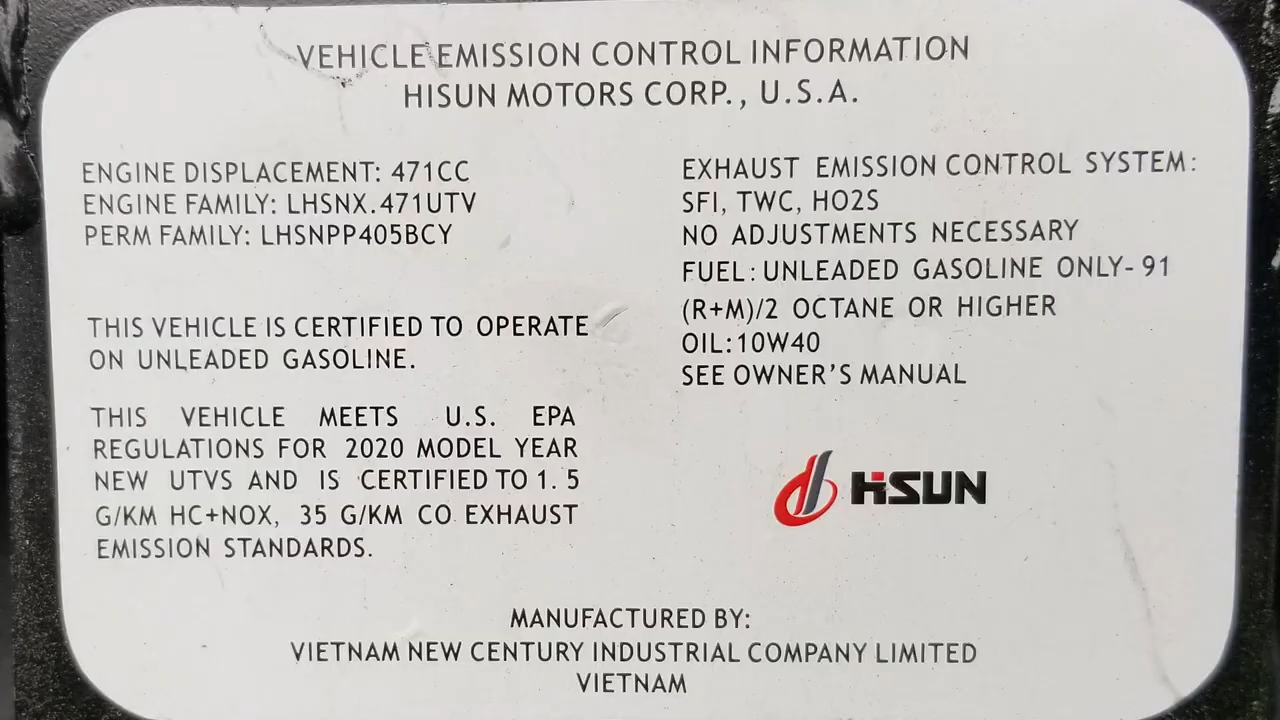 VEHICLE EMISSION CONTROL INFORMATION
HISUN MOTORS CORP., U.S.A.
ENGINE DISPLACEMENT: 471CC
ENGINE FAMILY: LHSNX.471UTV
PERM FAMILY: LHSNPP405BCY
THIS VEHICLE IS CERTIFIED TO OPERATE
ON UNLEADED GASOLINE.
THIS VEHICLE MEETS U.S. EPA
REGULATIONS FOR 2020 MODEL YEAR
NEW UTVS AND IS CERTIFIED TO 1.5
G/KM HC+NOX, 35 G/KM CO EXHAUST
EMISSION STANDARDS.
EXHAUST EMISSION CONTROL SYSTEM:
SFI, TWC, HO2S
NO ADJUSTMENTS NECESSARY
FUEL: UNLEADED GASOLINE ONLY- 91
(R+M)/2 OCTANE OR HIGHER
OIL:10W40
SEE OWNER'S MANUAL
HISUN
MANUFACTURED BY:
VIETNAM NEW CENTURY INDUSTRIAL COMPANY LIMITED
VIETNAM